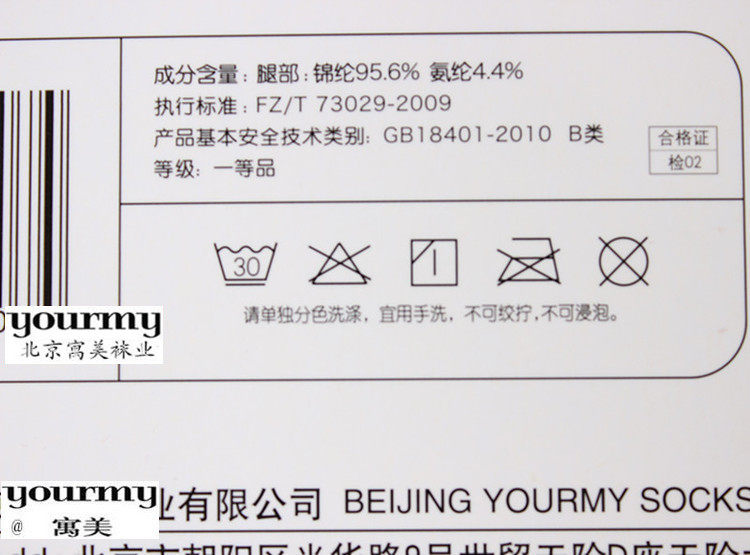 成分含量: 腿部:锦纶95.6% 氨纶4.4%
执行标准: FZ/T 73029-2009
产品基本安全技术类别: GB18401-2010 B类
等级: 一等品
合格证
检02
30
请单独分色洗涤，宜用手洗，不可绞拧,不可浸泡。
yourmy
北京寓美袜业
yourmy
@ 寓美
业有限公司 BEIJING YOURMY SOCKS